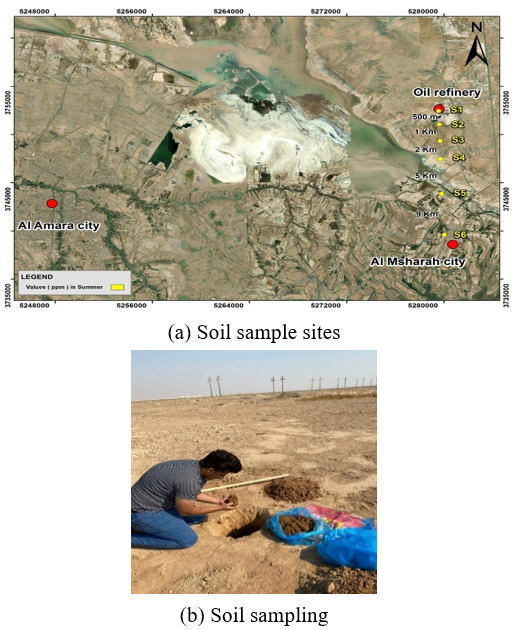 5248000 5256000 5264000 5272000 5280000
N
3755000 3755000
Oil refinery
S1
500 m
S2
1 Km
S3
2 Km
S4
5 Km
S5
3745000 3745000
9 Km
Al Amara city
S6
Al Msharah city
LEGEND
Values ( ppm ) in Summer
3735000 3735000
5248000 5256000 5264000 5272000 5280000
(a) Soil sample sites
(b) Soil sampling